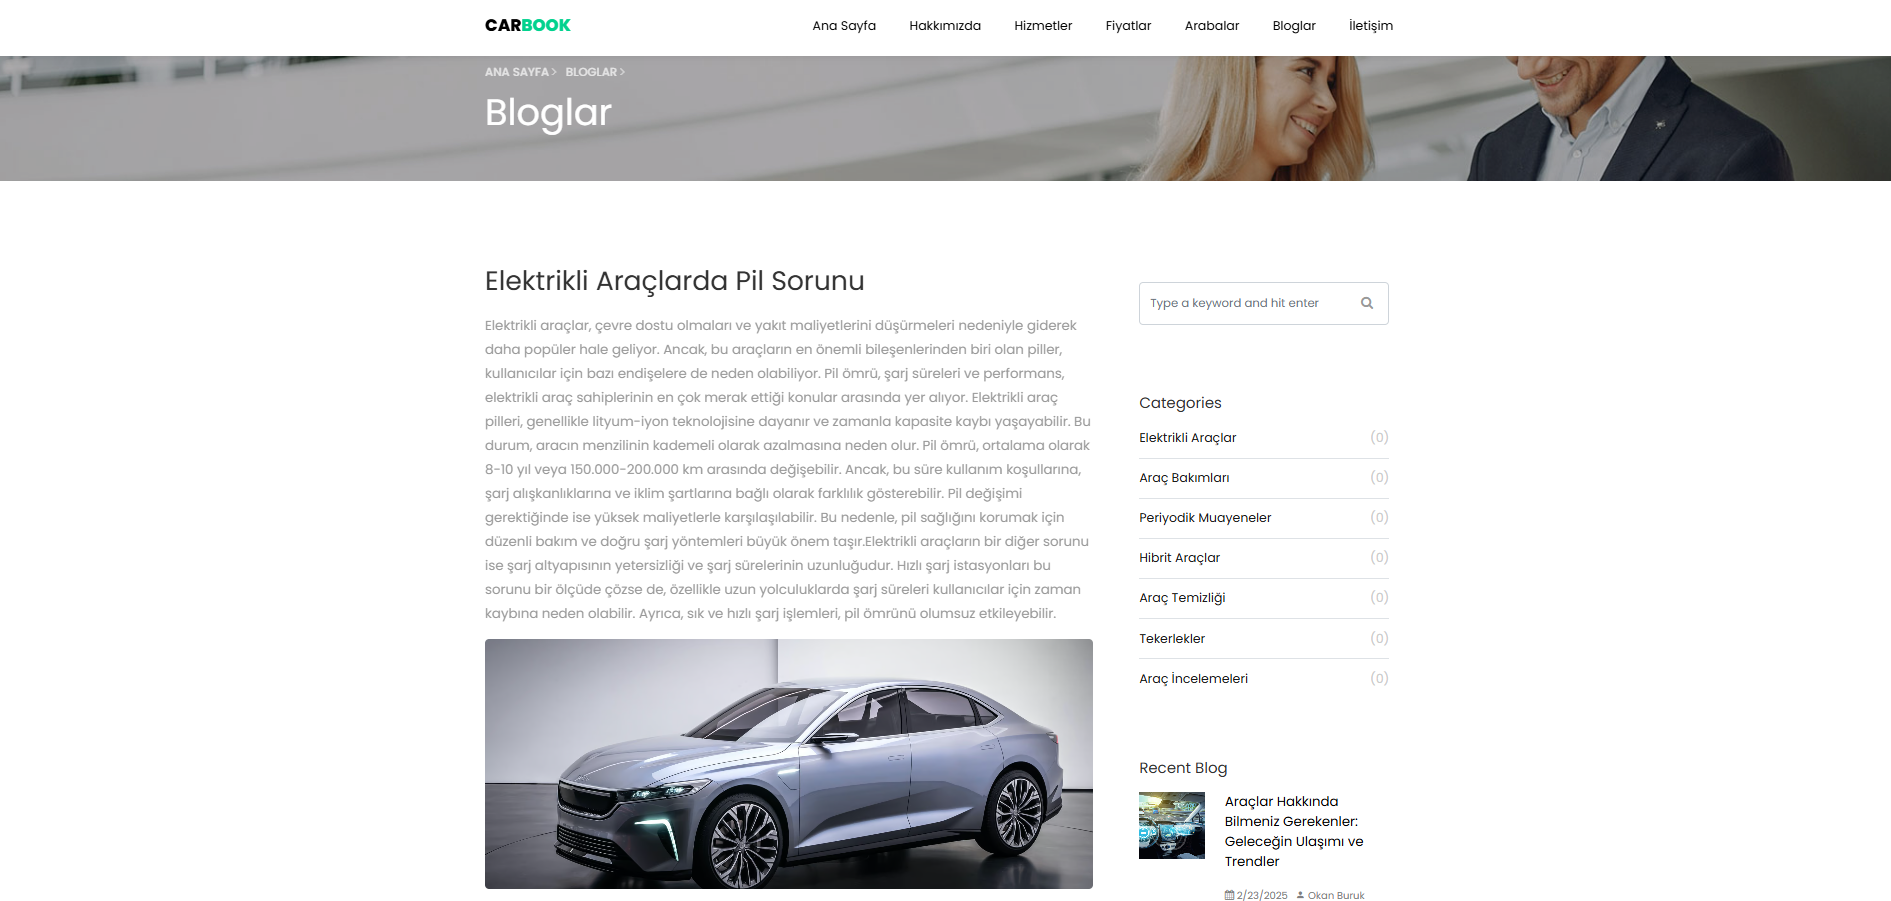 CARBOOK
Ana Sayfa Hakkımızda Hizmetler Fiyatlar Arabalar Bloglar İletişim
ANA SAYFA > BLOGLAR >
Bloglar
Elektrikli Araçlarda Pil Sorunu
Elektrikli araçlar, çevre dostu olmaları ve yakıt maliyetlerini düşürmeleri nedeniyle giderek
daha popüler hale geliyor. Ancak, bu araçların en önemli bileşenlerinden biri olan piller,
kullanıcılar için bazı endişelere de neden olabiliyor. Pil ömrü, şarj süreleri ve performans,
elektrikli araç sahiplerinin en çok merak ettiği konular arasında yer alıyor. Elektrikli araç
pilleri, genellikle lityum-iyon teknolojisine dayanır ve zamanla kapasite kaybı yaşayabilir. Bu
durum, aracın menzilinin kademeli olarak azalmasına neden olur. Pil ömrü, ortalama olarak
8-10 yıl veya 150.000-200.000 km arasında değişebilir. Ancak, bu süre kullanım koşullarına,
şarj alışkanlıklarına ve iklim şartlarına bağlı olarak farklılık gösterebilir. Pil değişimi
gerektiğinde ise yüksek maliyetlerle karşılaşılabilir. Bu nedenle, pil sağlığını korumak için
düzenli bakım ve doğru şarj yöntemleri büyük önem taşır.Elektrikli araçların bir diğer sorunu
ise şarj altyapısının yetersizliği ve şarj sürelerinin uzunluğudur. Hızlı şarj istasyonları bu
sorunu bir ölçüde çözse de, özellikle uzun yolculuklarda şarj süreleri kullanıcılar için zaman
kaybına neden olabilir. Ayrıca, sık ve hızlı şarj işlemleri, pil ömrünü olumsuz etkileyebilir.
Type a keyword and hit enter
Categories
Elektrikli Araçlar (0)
Araç Bakımları (0)
Periyodik Muayeneler (0)
Hibrit Araçlar (0)
Araç Temizliği (0)
Tekerlekler (0)
Araç İncelemeleri (0)
Recent Blog
Araçlar Hakkında
Bilmeniz Gerekenler:
Geleceğin Ulaşımı ve
Trendler
2/23/2025 Okan Buruk